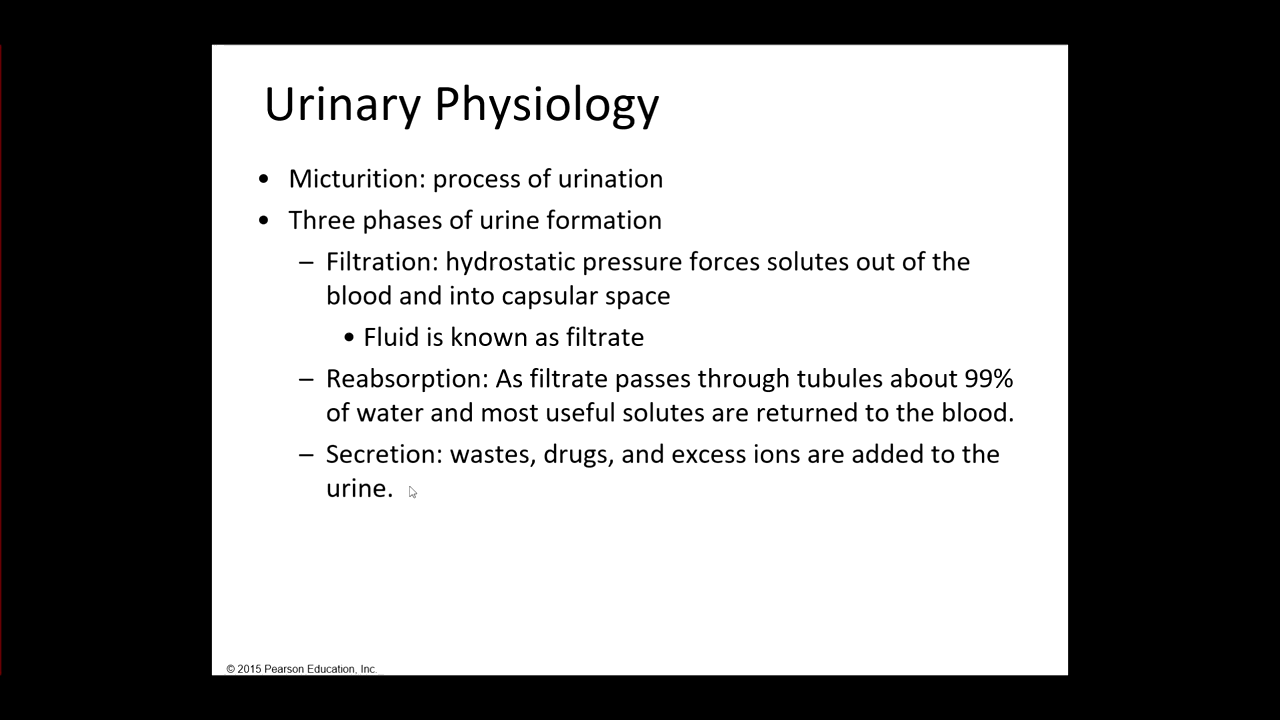 Urinary Physiology
• Micturition: process of urination
• Three phases of urine formation
– Filtration: hydrostatic pressure forces solutes out of the
blood and into capsular space
• Fluid is known as filtrate
– Reabsorption: As filtrate passes through tubules about 99%
of water and most useful solutes are returned to the blood.
– Secretion: wastes, drugs, and excess ions are added to the
urine.
© 2015 Pearson Education, Inc.